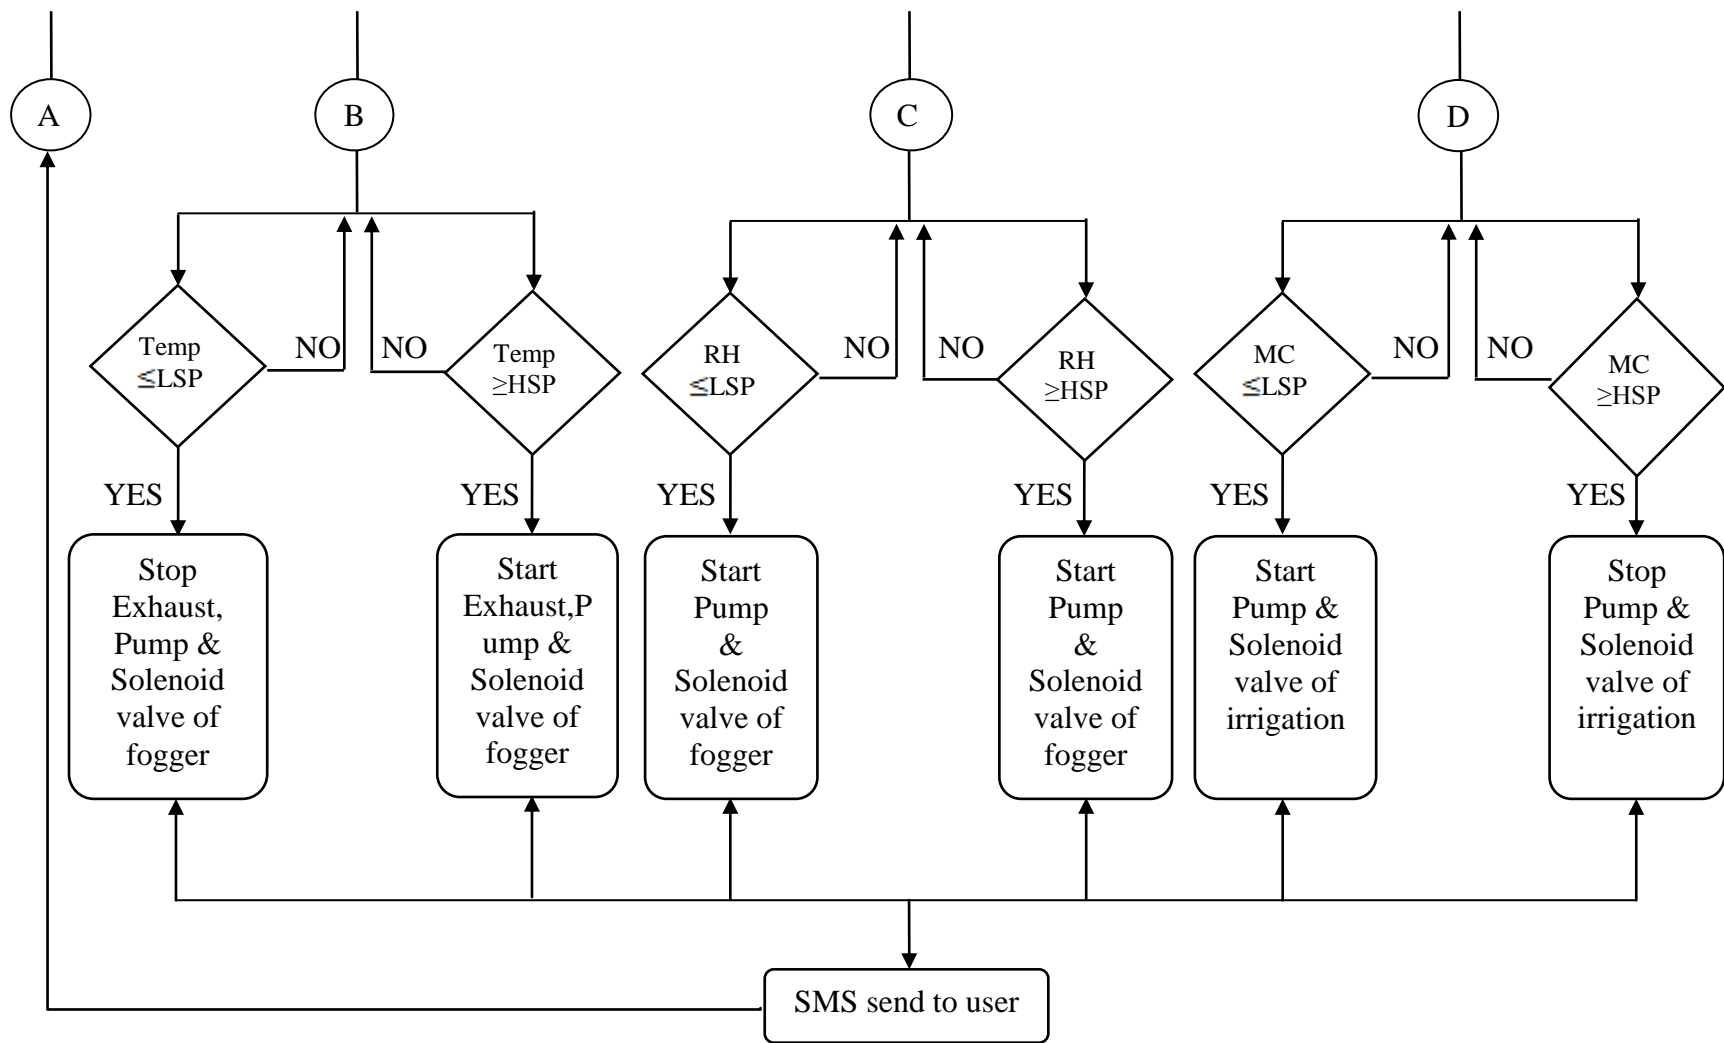 A
B
C
D
Temp
≤LSP
NO
NO
Temp
≥HSP
RH
≤LSP
NO
NO
RH
≥HSP
MC
≤LSP
NO
NO
MC
≥HSP
YES
YES
YES
YES
YES
YES
Stop
Exhaust,
Pump &
Solenoid
valve of
fogger
Start
Exhaust,P
ump &
Solenoid
valve of
fogger
Start
Pump
&
Solenoid
valve of
fogger
Start
Pump
&
Solenoid
valve of
fogger
Start
Pump &
Solenoid
valve of
irrigation
Stop
Pump &
Solenoid
valve of
irrigation
SMS send to user